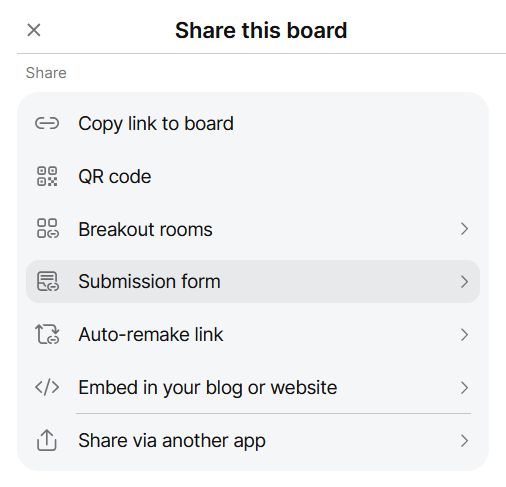 Share this board
Share
Copy link to board
QR code
Breakout rooms
Submission form
Auto-remake link
Embed in your blog or website
Share via another app